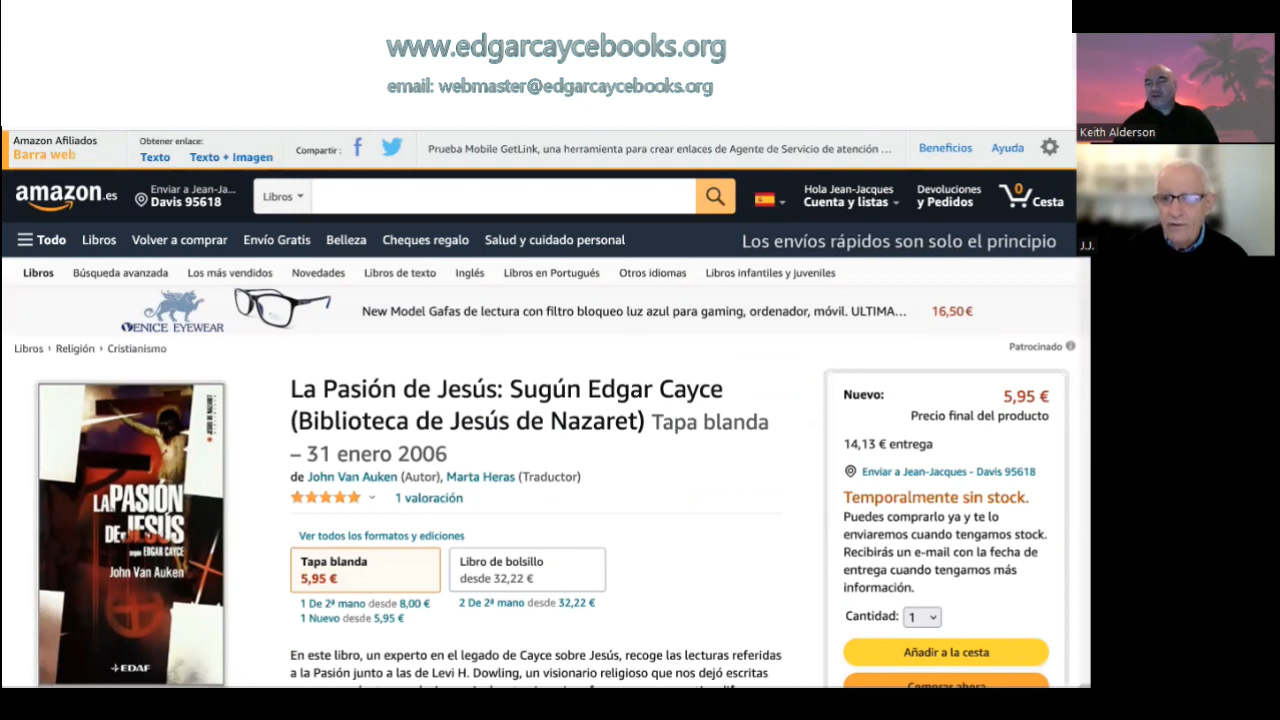 www.edgarcaycebooks.org
email: webmaster@edgarcaycebooks.org
Keith Alderson
J.J.
Amazon Afiliados
Barra web
Obtener enlace:
Texto Texto + Imagen
Compartir :
Prueba Mobile GetLink, una herramienta para crear enlaces de Agente de Servicio de atención ...
Beneficios Ayuda
amazon.es
Enviar a Jean-Ja...
Davis 95618
Libros
Hola Jean-Jacques
Cuenta y listas
Devoluciones
y Pedidos
0
Cesta
Todo Libros Volver a comprar Envío Gratis Belleza Cheques regalo Salud y cuidado personal
Los envíos rápidos son solo el principio
Libros Búsqueda avanzada Los más vendidos Novedades Libros de texto Inglés Libros en Portugués Otros idiomas Libros infantiles y juveniles
VENICE EYEWEAR
New Model Gafas de lectura con filtro bloqueo luz azul para gaming, ordenador, móvil. ULTIMA...
16,50 €
Libros › Religión › Cristianismo
Patrocinado
LA PASIÓN
DE JESÚS
según EDGAR CAYCE
John Van Auken
EDAF
La Pasión de Jesús: Sugún Edgar Cayce
(Biblioteca de Jesús de Nazaret) Tapa blanda
– 31 enero 2006
de John Van Auken (Autor), Marta Heras (Traductor)
1 valoración
Ver todos los formatos y ediciones
Tapa blanda
5,95 €
Libro de bolsillo
desde 32,22 €
1 De 2ª mano desde 8,00 €
1 Nuevo desde 5,95 €
2 De 2ª mano desde 32,22 €
En este libro, un experto en el legado de Cayce sobre Jesús, recoge las lecturas referidas
a la Pasión junto a las de Levi H. Dowling, un visionario religioso que nos dejó escritas
Nuevo: 5,95 €
Precio final del producto
14,13 € entrega
Enviar a Jean-Jacques - Davis 95618
Temporalmente sin stock.
Puedes comprarlo ya y te lo
enviaremos cuando tengamos stock.
Recibirás un e-mail con la fecha de
entrega cuando tengamos más
información.
Cantidad: 1
Añadir a la cesta
Comprar ahora